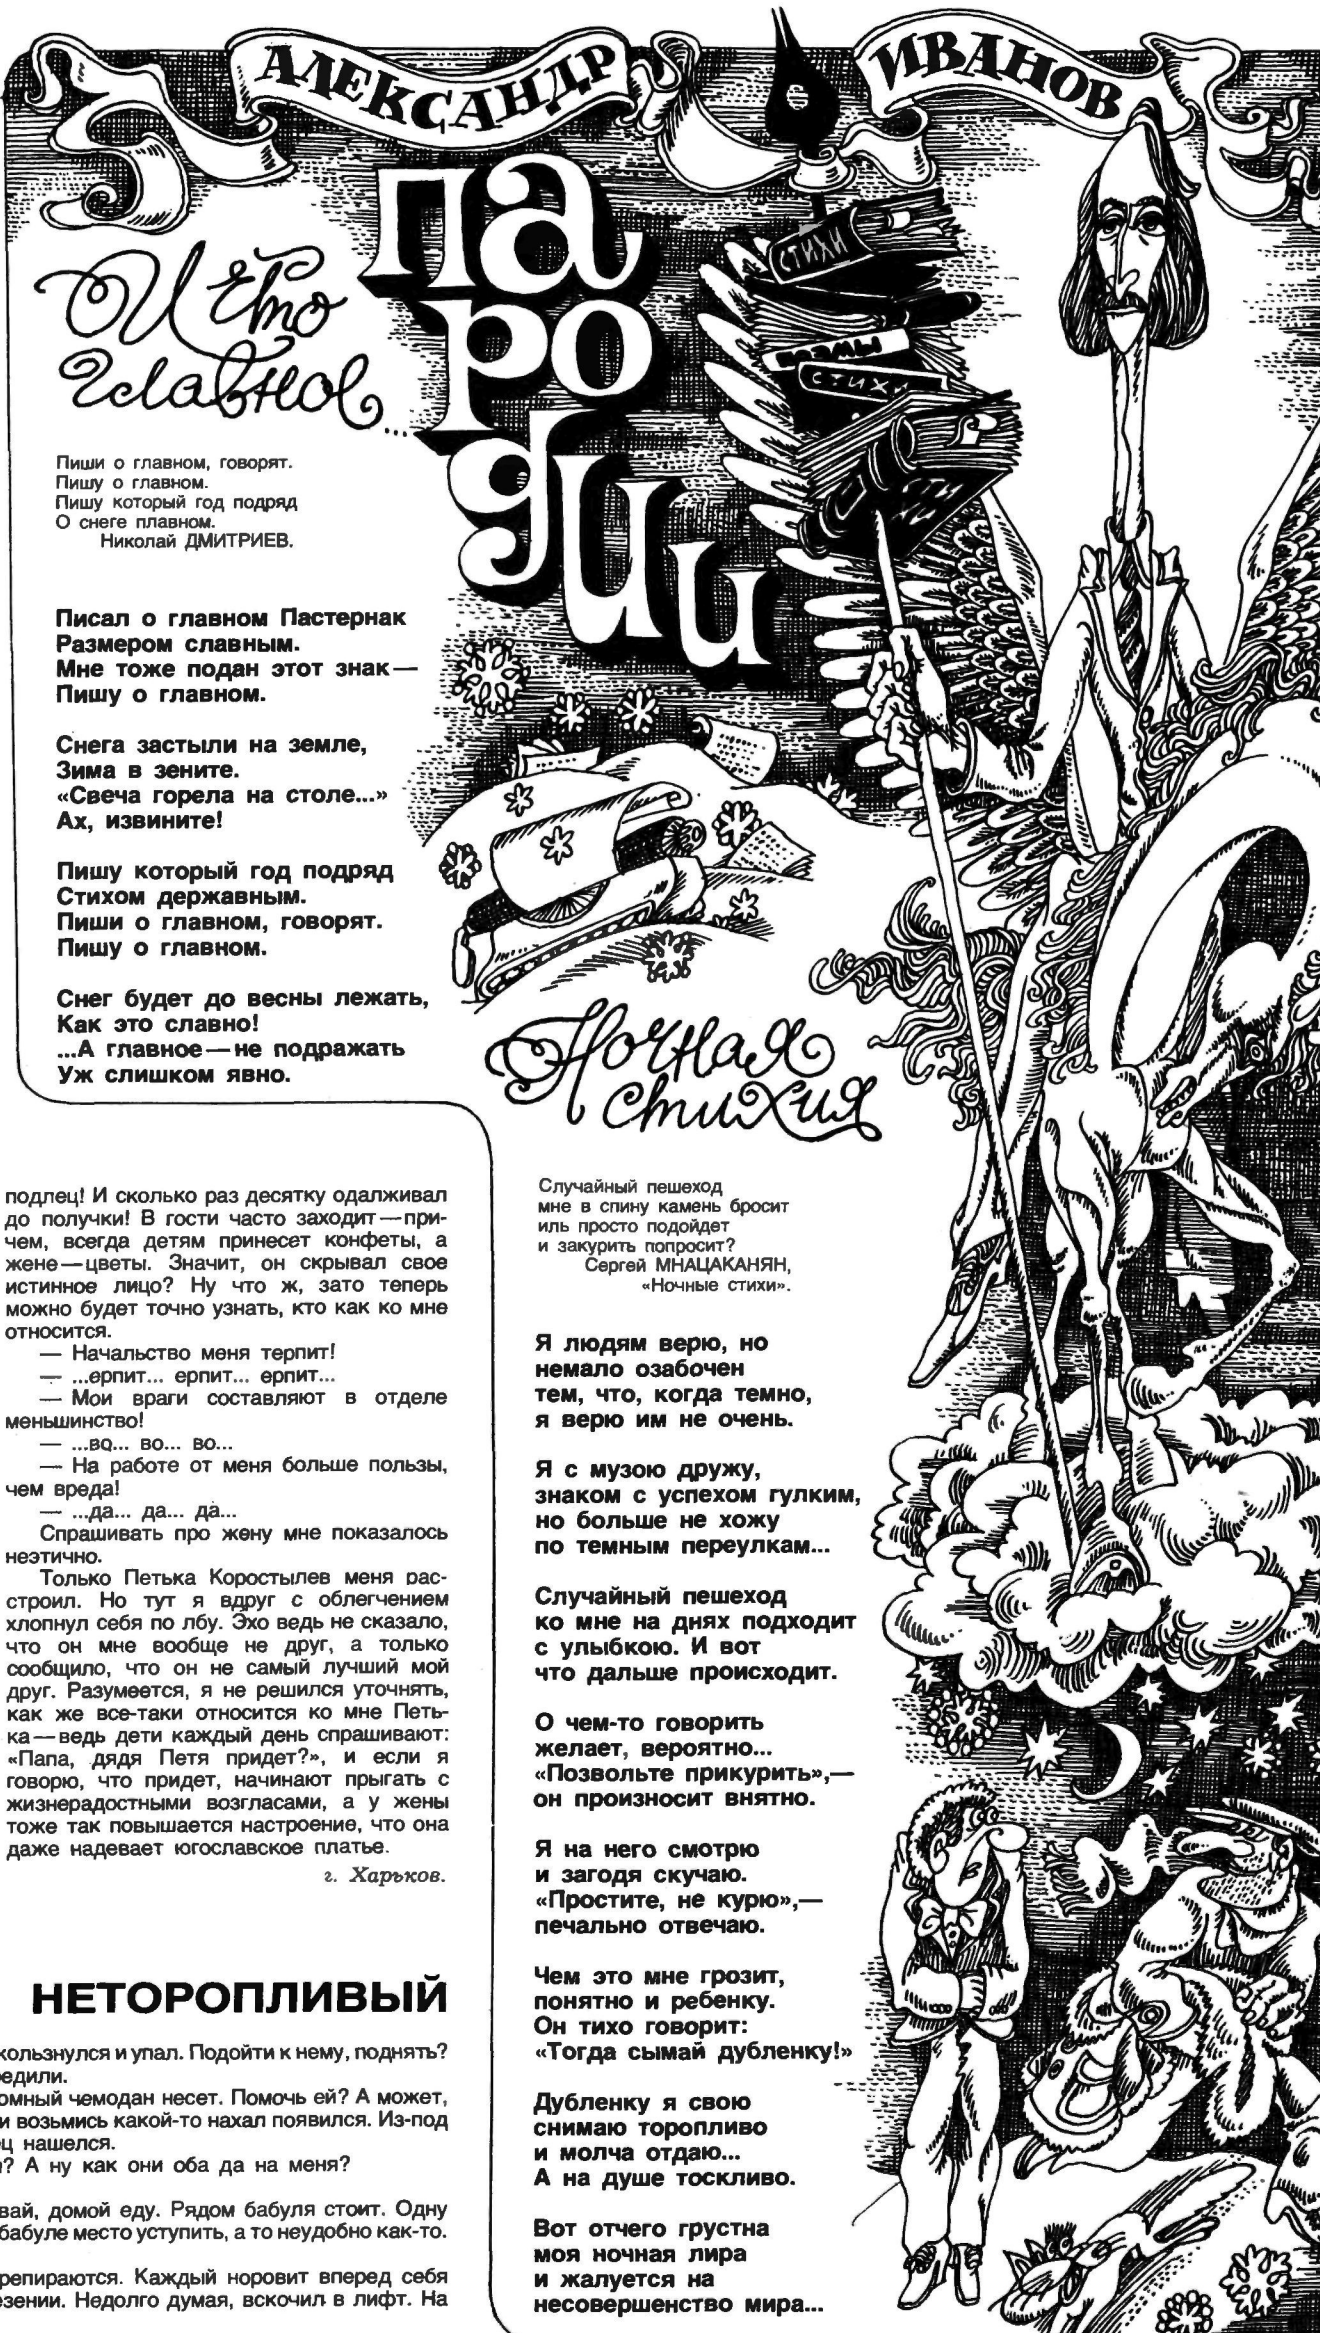 АЛЕКСАНДР ИВАНОВ
ПАРОДИИ
СТИХИ
ПОЭМЫ
СТИХИ
СТИ
ХИ
И что
главное...
Пиши о главном, говорят.
Пишу о главном.
Пишу который год подряд
О снеге плавном.
Николай ДМИТРИЕВ.
Писал о главном Пастернак
Размером славным.
Мне тоже подан этот знак—
Пишу о главном.
Снега застыли на земле,
Зима в зените.
«Свеча горела на столе...»
Ах, извините!
Пишу который год подряд
Стихом державным.
Пиши о главном, говорят.
Пишу о главном.
Снег будет до весны лежать,
Как это славно!
...А главное—не подражать
Уж слишком явно.
подлец! И сколько раз десятку одалживал
до получки! В гости часто заходит—при-
чем, всегда детям принесет конфеты, а
жене—цветы. Значит, он скрывал свое
истинное лицо? Ну что ж, зато теперь
можно будет точно узнать, кто как ко мне
относится.
— Начальство меня терпит!
— ...ерпит... ерпит... ерпит...
— Мои враги составляют в отделе
меньшинство!
— ...во... во... во...
— На работе от меня больше пользы,
чем вреда!
— ...да... да... да...
Спрашивать про жену мне показалось
неэтично.
Только Петька Коростылев меня рас-
строил. Но тут я вдруг с облегчением
хлопнул себя по лбу. Эхо ведь не сказало,
что он мне вообще не друг, а только
сообщило, что он не самый лучший мой
друг. Разумеется, я не решился уточнять,
как же все-таки относится ко мне Петь-
ка—ведь дети каждый день спрашивают:
«Папа, дядя Петя придет?», и если я
говорю, что придет, начинают прыгать с
жизнерадостными возгласами, а у жены
тоже так повышается настроение, что она
даже надевает югославское платье.
г. Харьков.
НЕТОРОПЛИВЫЙ
кользнулся и упал. Подойти к нему, поднять?
едили.
омный чемодан несет. Помочь ей? А может,
и возьмись какой-то нахал появился. Из-под
ц нашелся.
? А ну как они оба да на меня?
вай, домой еду. Рядом бабуля стоит. Одну
бабуле место уступить, а то неудобно как-то.
репираются. Каждый норовит вперед себя
зении. Недолго думая, вскочил в лифт. На
Ночная
стихия
Случайный пешеход
мне в спину камень бросит
иль просто подойдет
и закурить попросит?
Сергей МНАЦАКАНЯН,
«Ночные стихи».
Я людям верю, но
немало озабочен
тем, что, когда темно,
я верю им не очень.
Я с музою дружу,
знаком с успехом гулким,
но больше не хожу
по темным переулкам...
Случайный пешеход
ко мне на днях подходит
с улыбкою. И вот
что дальше происходит.
О чем-то говорить
желает, вероятно...
«Позвольте прикурить»,—
он произносит внятно.
Я на него смотрю
и загодя скучаю.
«Простите, не курю»,—
печально отвечаю.
Чем это мне грозит,
понятно и ребенку.
Он тихо говорит:
«Тогда сымай дубленку!»
Дубленку я свою
снимаю торопливо
и молча отдаю...
А на душе тоскливо.
Вот отчего грустна
моя ночная лира
и жалуется на
несовершенство мира...